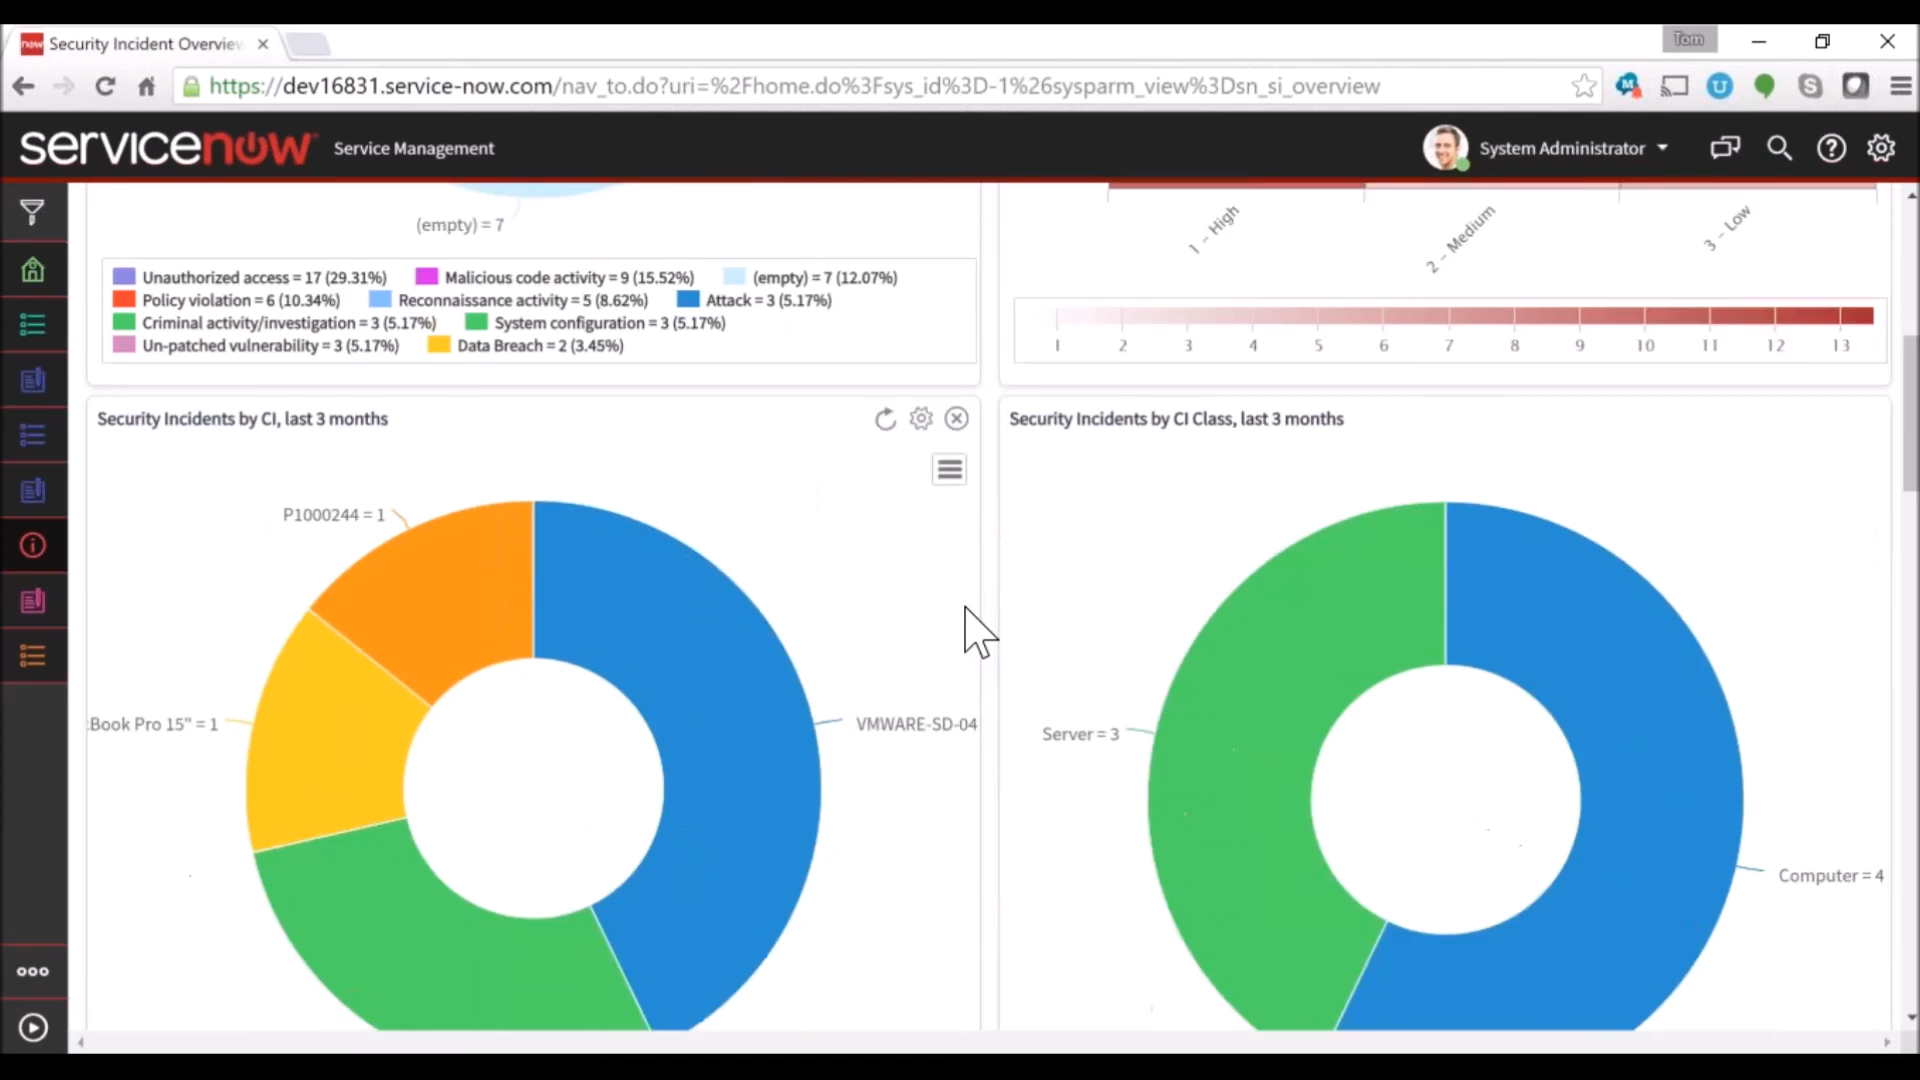 now Security Incident Overview
Tom
https://dev16831.service-now.com/nav_to.do?uri=%2Fhome.do%3Fsys_id%3D-1%26sysparm_view%3Dsn_si_overview
servicenow Service Management
System Administrator
(empty) = 7
1 - High
2 - Medium
3 - Low
Unauthorized access = 17 (29.31%) Malicious code activity = 9 (15.52%) (empty) = 7 (12.07%)
Policy violation = 6 (10.34%) Reconnaissance activity = 5 (8.62%) Attack = 3 (5.17%)
Criminal activity/investigation = 3 (5.17%) System configuration = 3 (5.17%)
Un-patched vulnerability = 3 (5.17%) Data Breach = 2 (3.45%)
1 2 3 4 5 6 7 8 9 10 11 12 13
Security Incidents by CI, last 3 months
Security Incidents by CI Class, last 3 months
P1000244 = 1
Book Pro 15" = 1
VMWARE-SD-04
Server = 3
Computer = 4